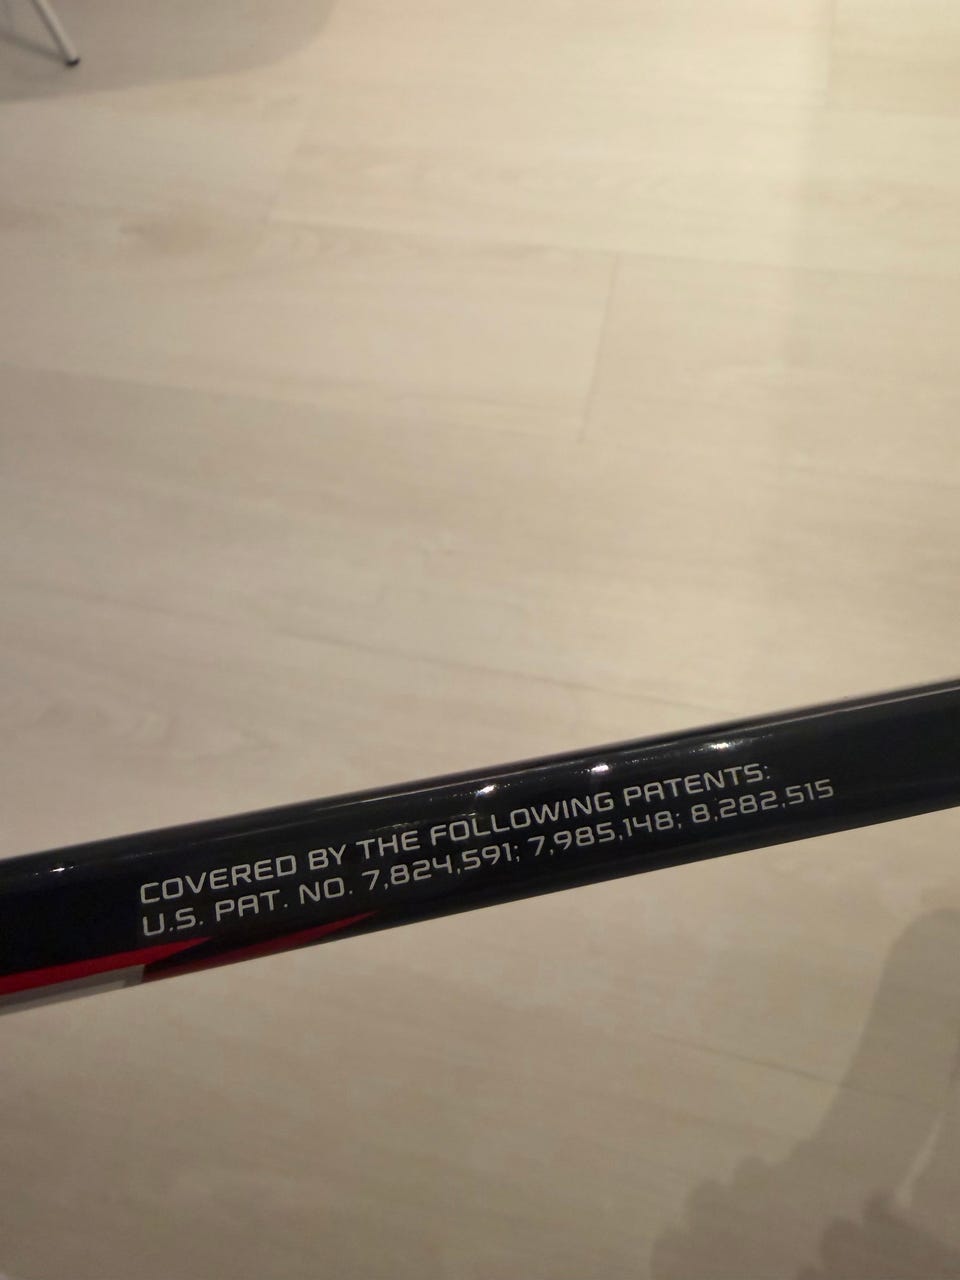 COVERED BY THE FOLLOWING PATENTS:
U.S. PAT. NO. 7,824,591; 7,985,148; 8,282,515